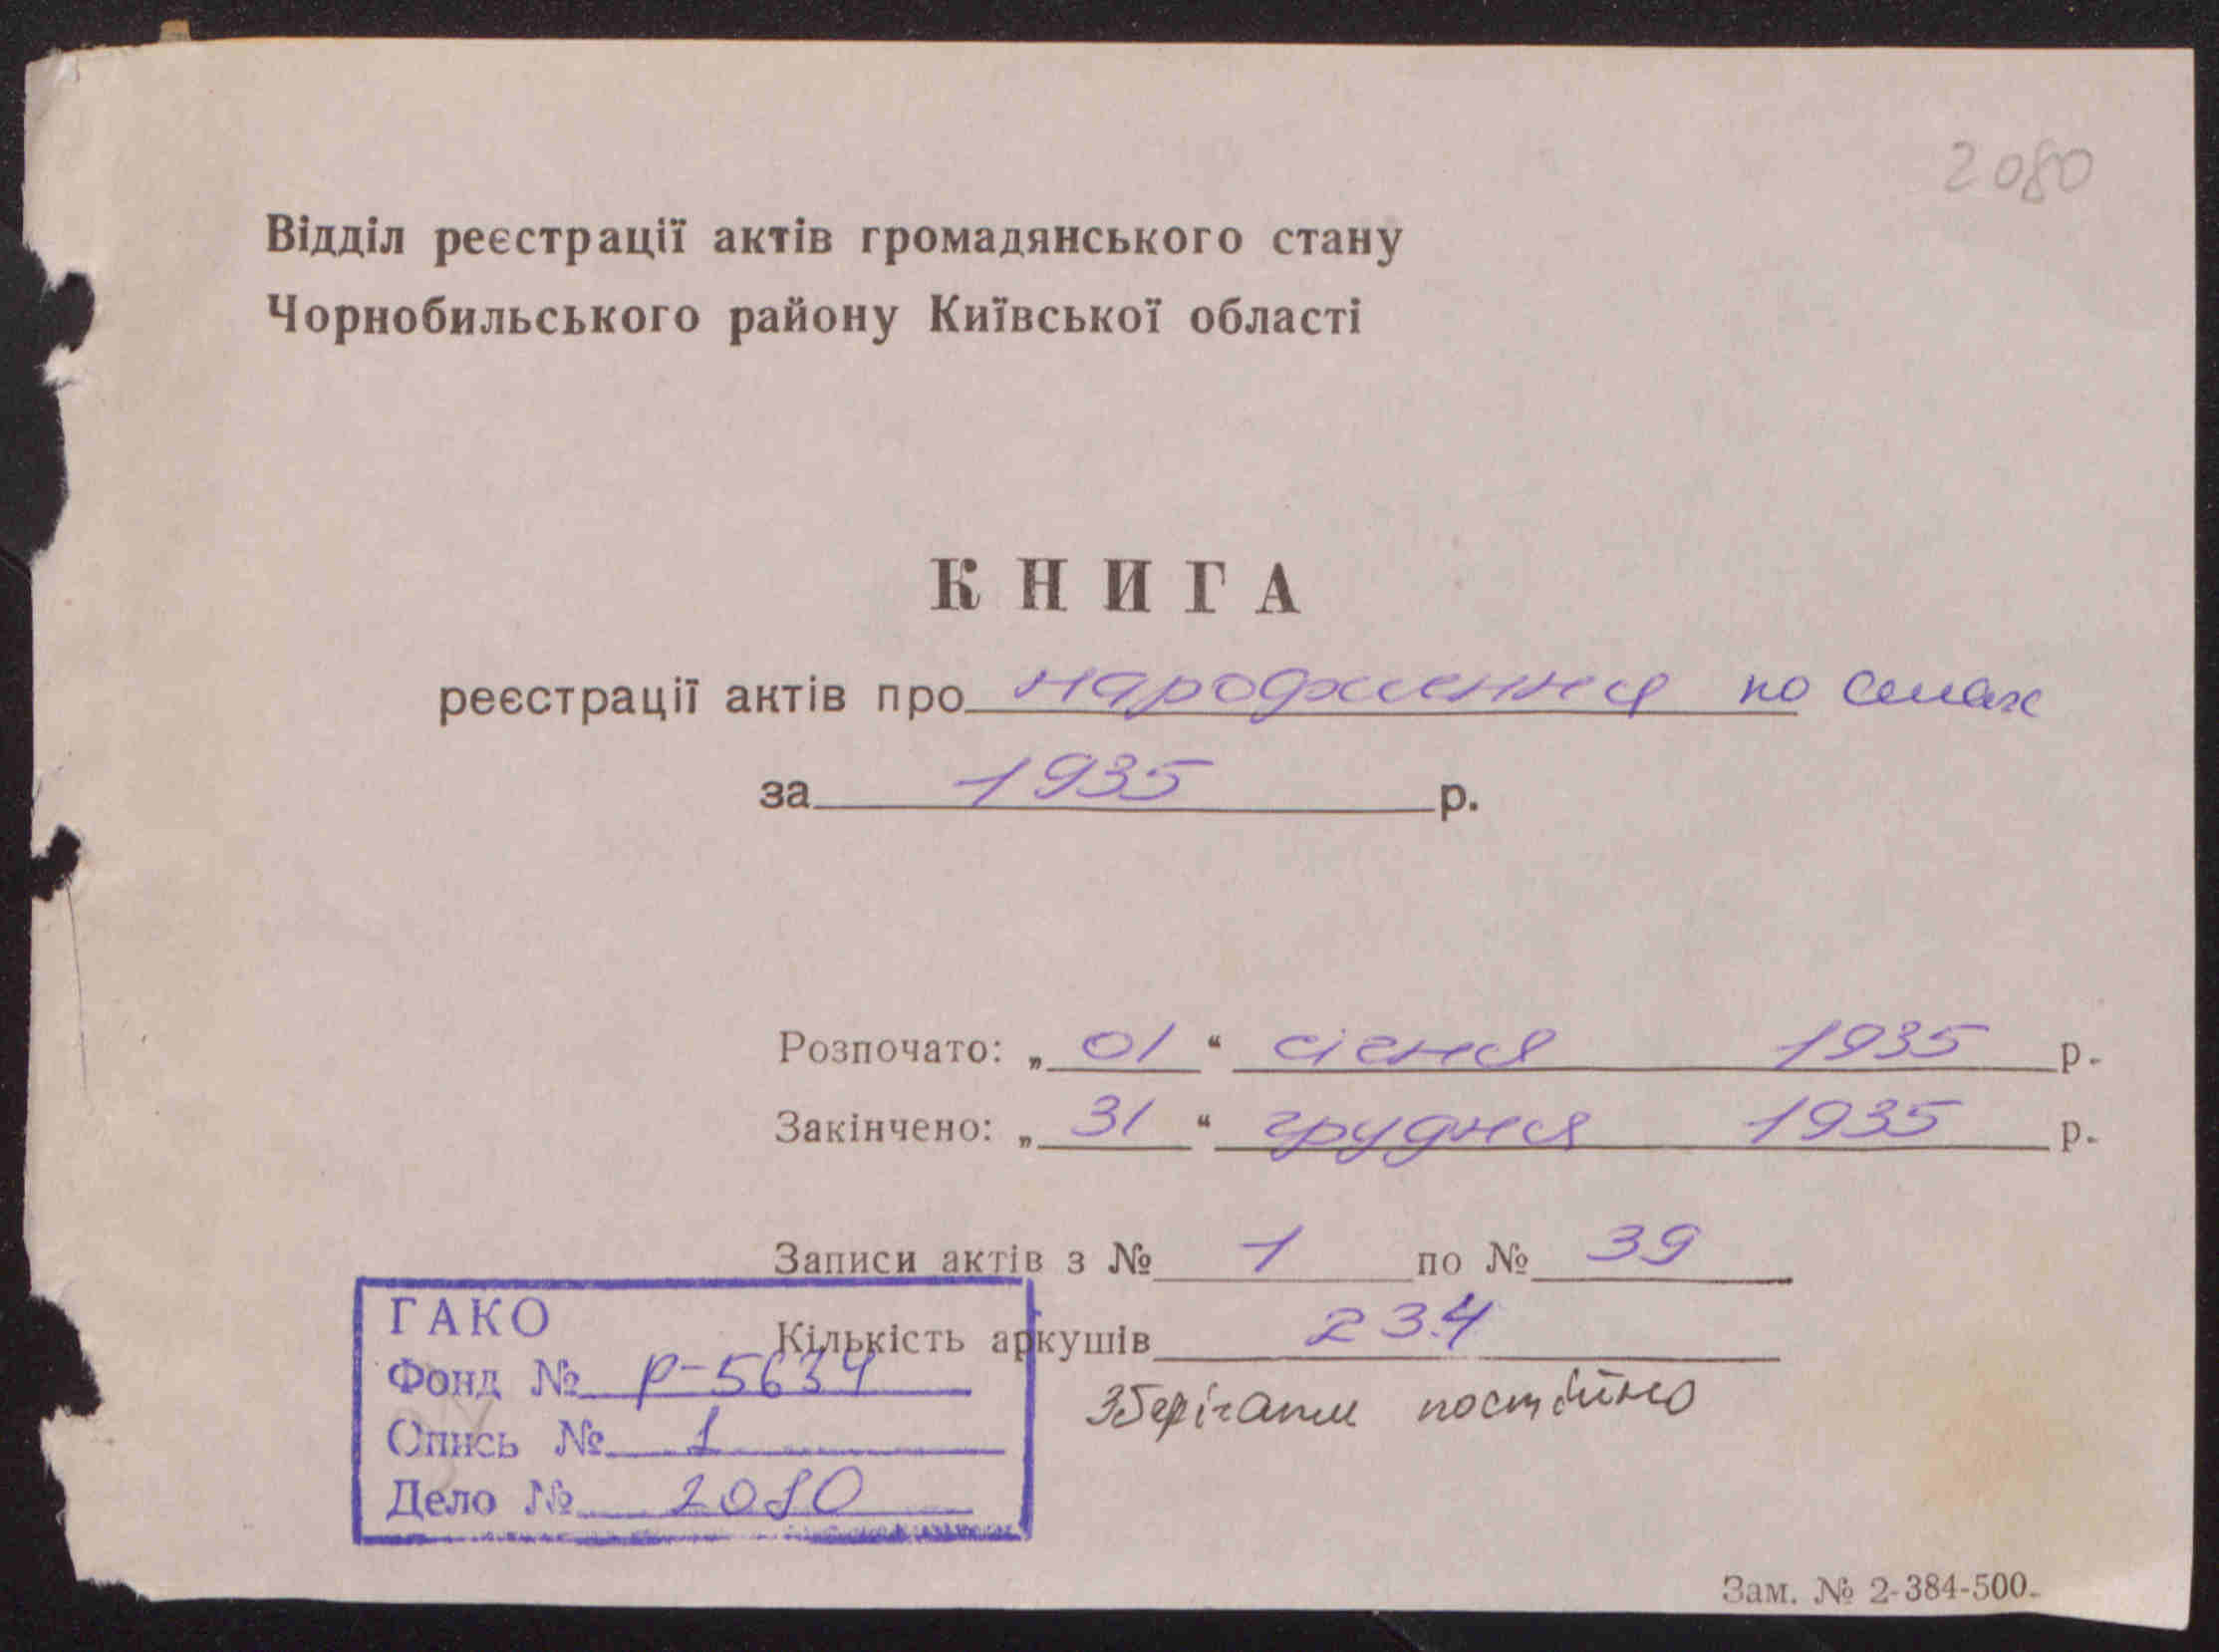 2080
Відділ реєстрації актів громадянського стану
Чорнобильського району Київської області
КНИГА
реєстрації актів про народження по селах
за 1935 р.
Розпочато: „ 01 “ січня 1935 р.
Закінчено: „ 31 “ грудня 1935 р.
Записи актів з № 1 по № 39
Кількість аркушів 234
Зберігати постійно
ГАКО
Фонд № Р-5634
Опись № 1
Дело № 2080
Зам. № 2-384-500.